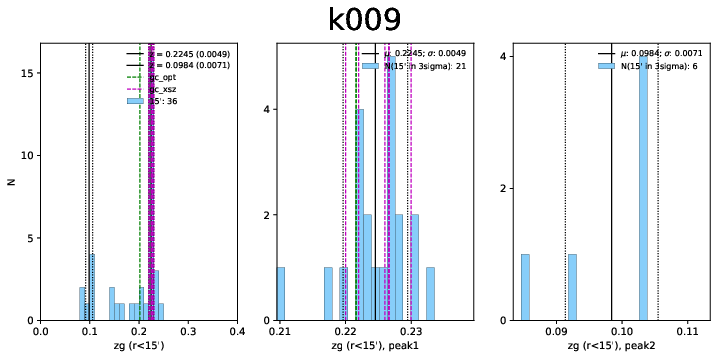 k009
z = 0.2245 (0.0049)
z = 0.0984 (0.0071)
gc_opt
gc_xsz
15': 36
N
15
10
5
0
0.0 0.1 0.2 0.3 0.4
zg (r<15')
μ: 0.2245; σ: 0.0049
N(15' in 3sigma): 21
4
2
0
0.21 0.22 0.23
zg (r<15'), peak1
μ: 0.0984; σ: 0.0071
N(15' in 3sigma): 6
4
2
0
0.09 0.10 0.11
zg (r<15'), peak2